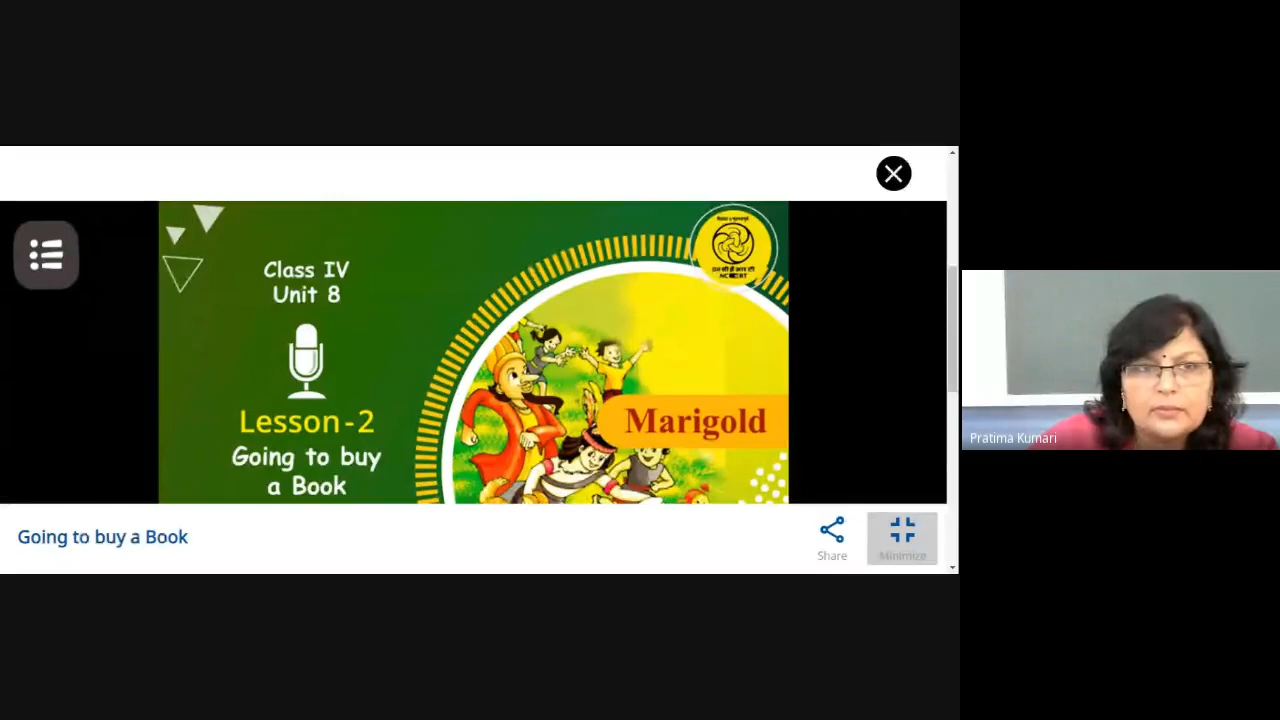 Class IV
Unit 8
Lesson-2
Going to buy
a Book
Marigold
Going to buy a Book
Share
Minimize
Pratima Kumari